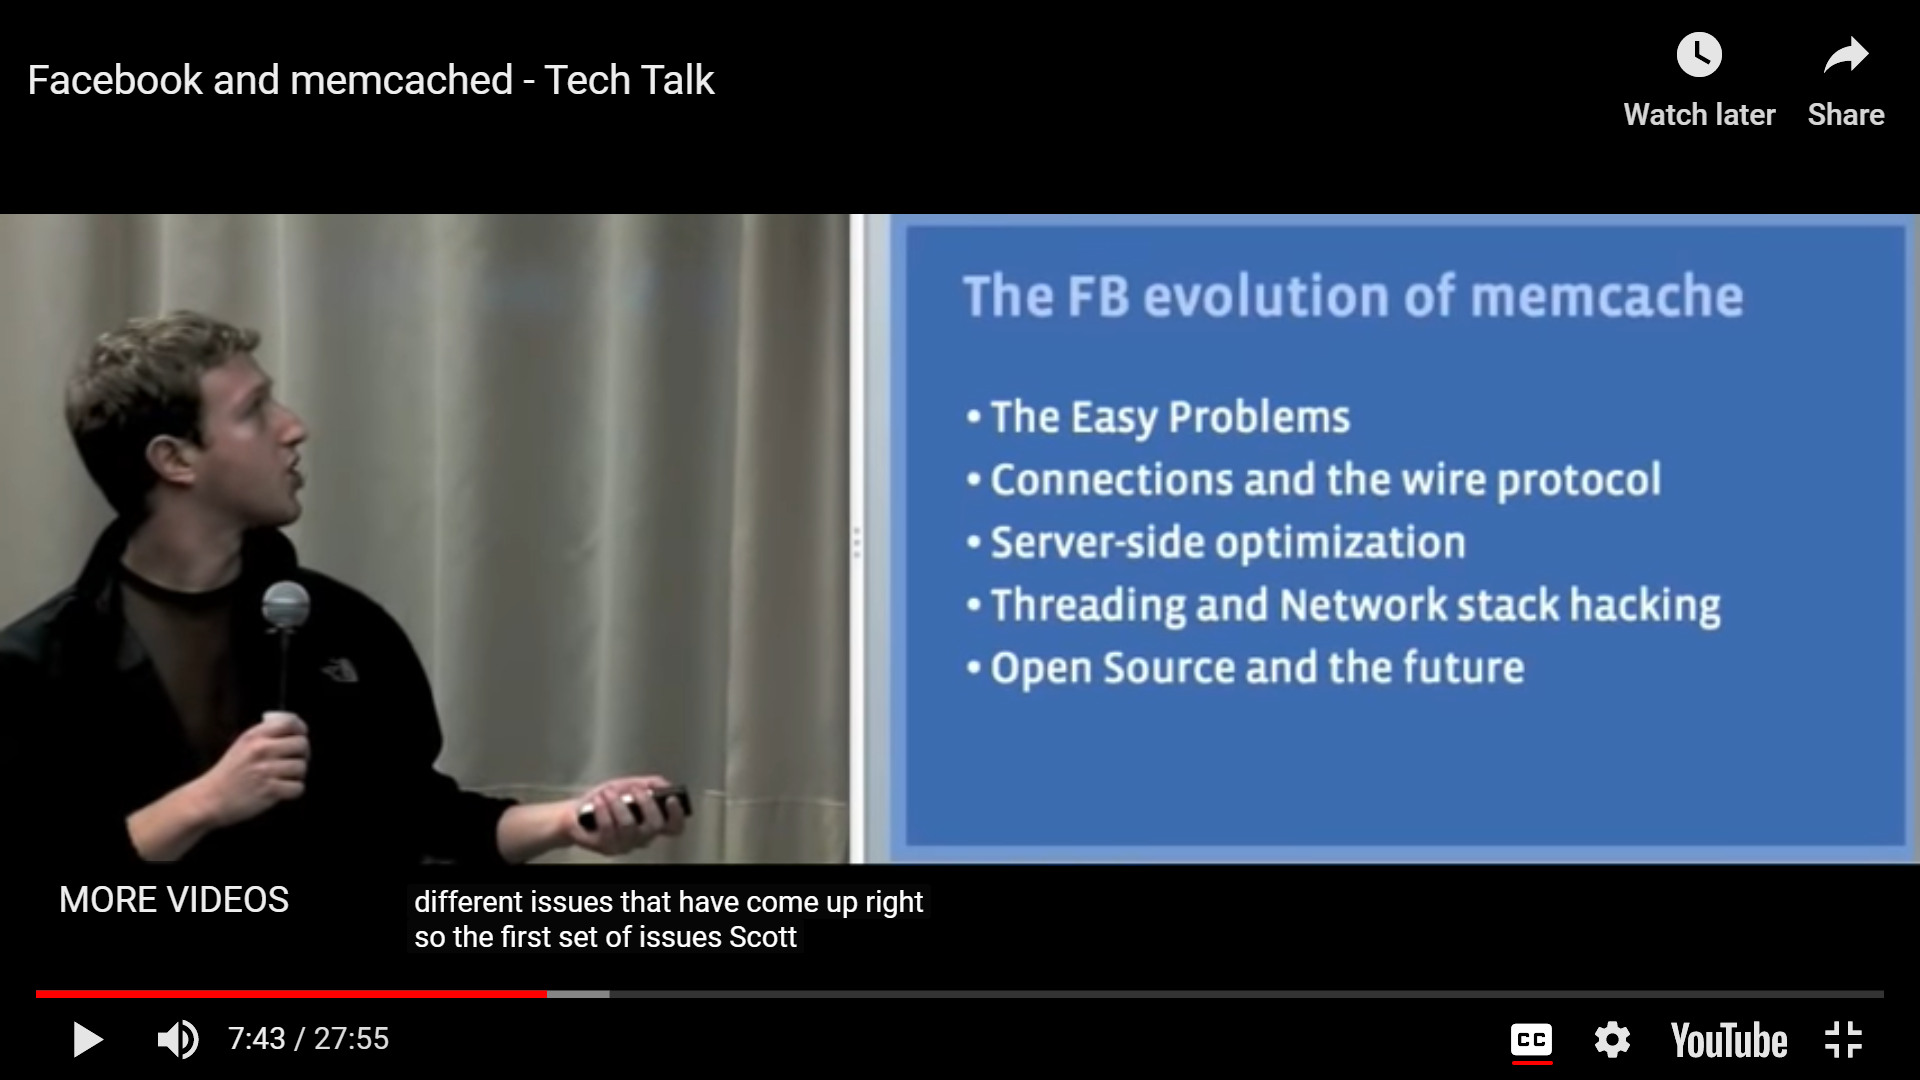 Facebook and memcached - Tech Talk
Watch later
Share
The FB evolution of memcache
• The Easy Problems
• Connections and the wire protocol
• Server-side optimization
• Threading and Network stack hacking
• Open Source and the future
MORE VIDEOS
different issues that have come up right
so the first set of issues Scott
7:43 / 27:55
CC
YouTube